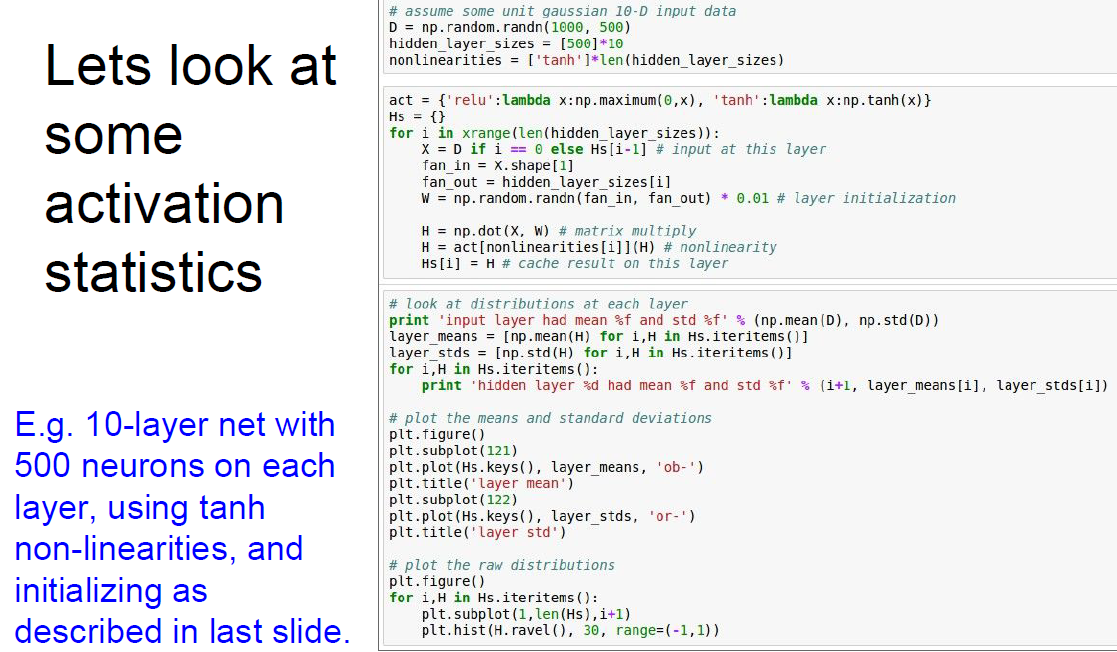 Lets look at
some
activation
statistics
E.g. 10-layer net with
500 neurons on each
layer, using tanh
non-linearities, and
initializing as
described in last slide.
# assume some unit gaussian 10-D input data
D = np.random.randn(1000, 500)
hidden_layer_sizes = [500]*10
nonlinearities = ['tanh']*len(hidden_layer_sizes)
act = {'relu':lambda x:np.maximum(0,x), 'tanh':lambda x:np.tanh(x)}
Hs = {}
for i in xrange(len(hidden_layer_sizes)):
    X = D if i == 0 else Hs[i-1] # input at this layer
    fan_in = X.shape[1]
    fan_out = hidden_layer_sizes[i]
    W = np.random.randn(fan_in, fan_out) * 0.01 # layer initialization
    H = np.dot(X, W) # matrix multiply
    H = act[nonlinearities[i]](H) # nonlinearity
    Hs[i] = H # cache result on this layer
# look at distributions at each layer
print 'input layer had mean %f and std %f' % (np.mean(D), np.std(D))
layer_means = [np.mean(H) for i,H in Hs.iteritems()]
layer_stds = [np.std(H) for i,H in Hs.iteritems()]
for i,H in Hs.iteritems():
    print 'hidden layer %d had mean %f and std %f' % (i+1, layer_means[i], layer_stds[i])
# plot the means and standard deviations
plt.figure()
plt.subplot(121)
plt.plot(Hs.keys(), layer_means, 'ob-')
plt.title('layer mean')
plt.subplot(122)
plt.plot(Hs.keys(), layer_stds, 'or-')
plt.title('layer std')
# plot the raw distributions
plt.figure()
for i,H in Hs.iteritems():
    plt.subplot(1,len(Hs),i+1)
    plt.hist(H.ravel(), 30, range=(-1,1))